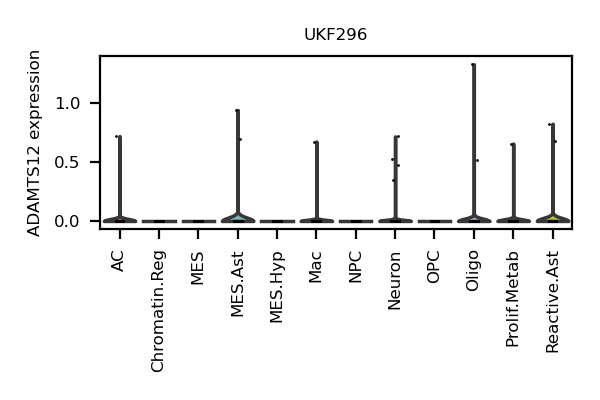 UKF296
ADAMTS12 expression
1.0
0.5
0.0
AC
Chromatin.Reg
MES
MES.Ast
MES.Hyp
Mac
NPC
Neuron
OPC
Oligo
Prolif.Metab
Reactive.Ast